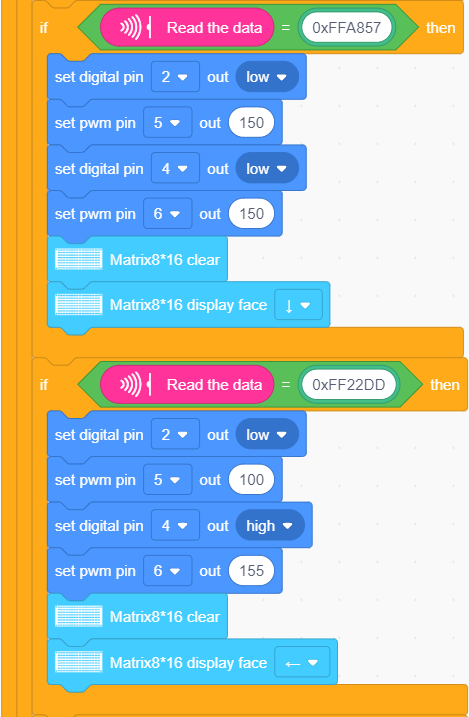 if Read the data = 0xFFA857 then
set digital pin 2 out low
set pwm pin 5 out 150
set digital pin 4 out low
set pwm pin 6 out 150
Matrix8*16 clear
Matrix8*16 display face ↓
if Read the data = 0xFF22DD then
set digital pin 2 out low
set pwm pin 5 out 100
set digital pin 4 out high
set pwm pin 6 out 155
Matrix8*16 clear
Matrix8*16 display face ←